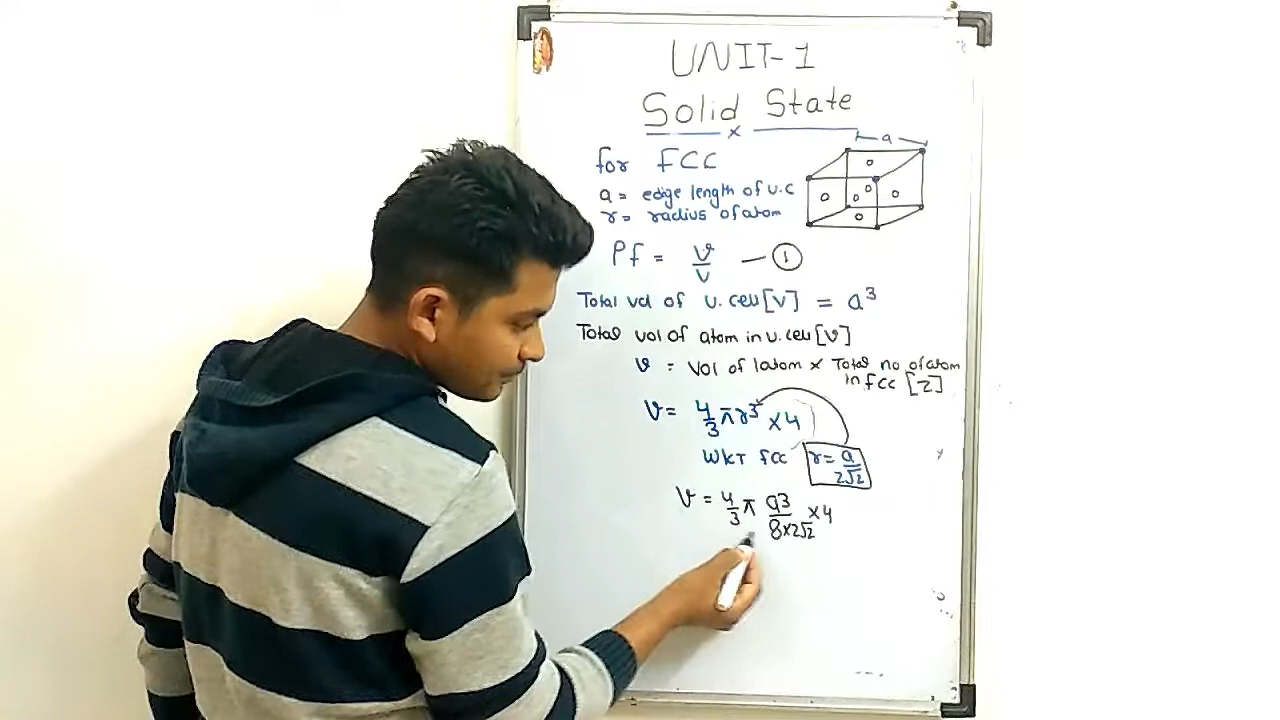 UNIT-1
Solid State
x
a
for FCC
a = edge length of u.c
r = radius of atom
Pf = v/V — ①
Total vol of u.cell [V] = a³
Total vol of atom in u.cell [v]
v = vol of 1 atom × Total no of atom
in fcc [Z]
v = 4/3 πr³ × 4
WKT fcc r = a/2√2
v = 4/3 π a³/8×2√2 × 4